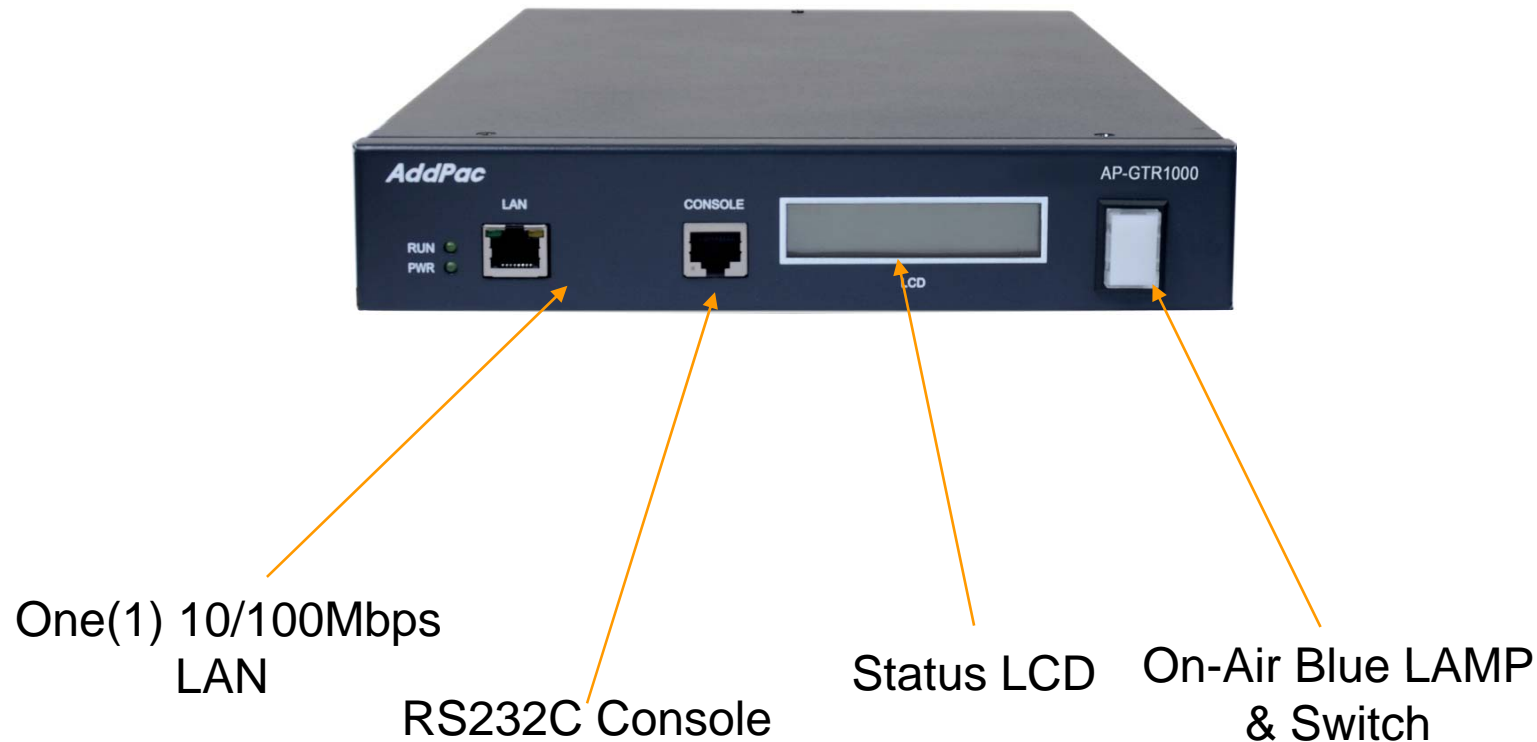 AddPac
AP-GTR1000
LAN
CONSOLE
RUN
PWR
LCD
One(1) 10/100Mbps
LAN
RS232C Console
Status LCD
On-Air Blue LAMP
& Switch